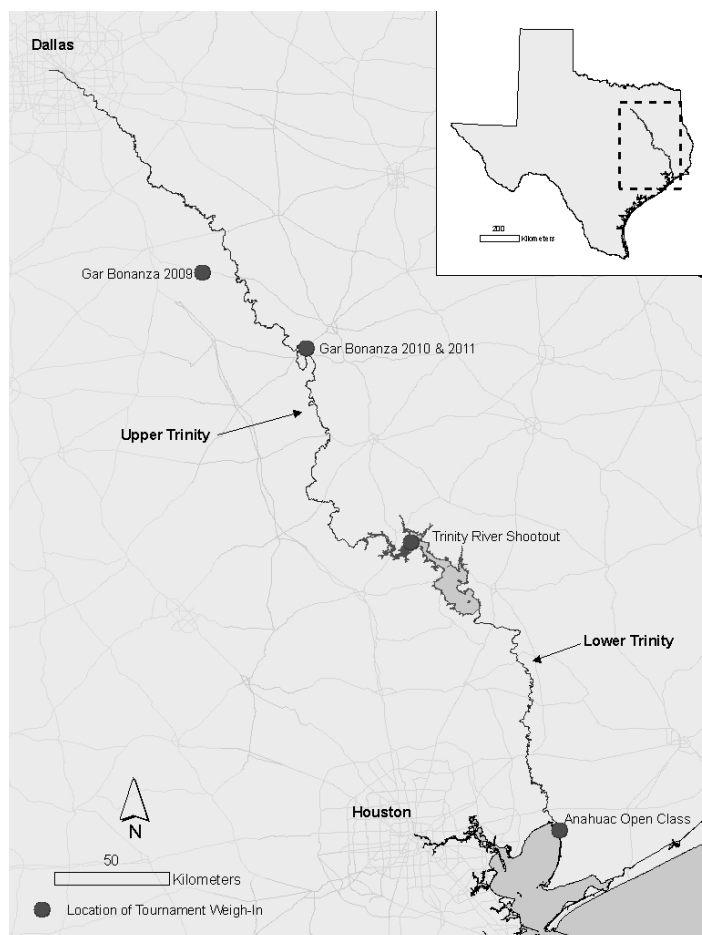 Dallas
200
Kilometers
Gar Bonanza 2009
Gar Bonanza 2010 & 2011
Upper Trinity
Trinity River Shootout
Lower Trinity
Houston
Anahuac Open Class
N
50
Kilometers
Location of Tournament Weigh-In